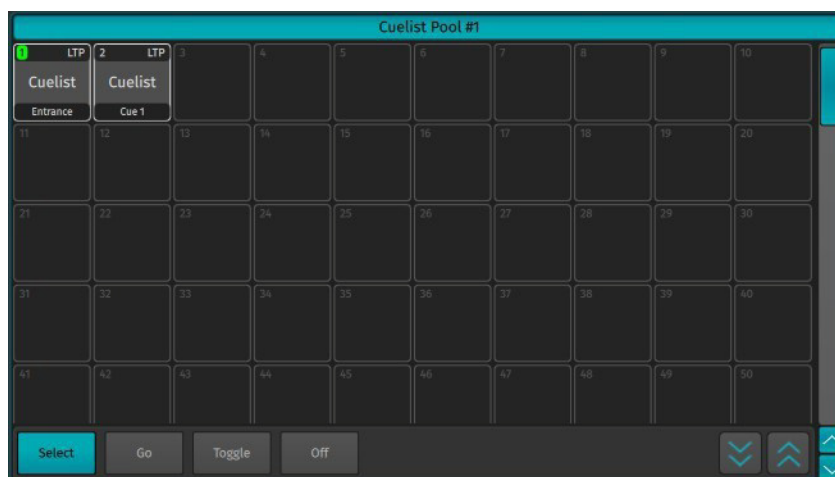 Cuelist Pool #1
1 LTP 2 LTP 3 4 5 6 7 8 9 10
Cuelist Cuelist
Entrance Cue 1
11 12 13 14 15 16 17 18 19 20
21 22 23 24 25 26 27 28 29 30
31 32 33 34 35 36 37 38 39 40
41 42 43 44 45 46 47 48 49 50
Select Go Toggle Off